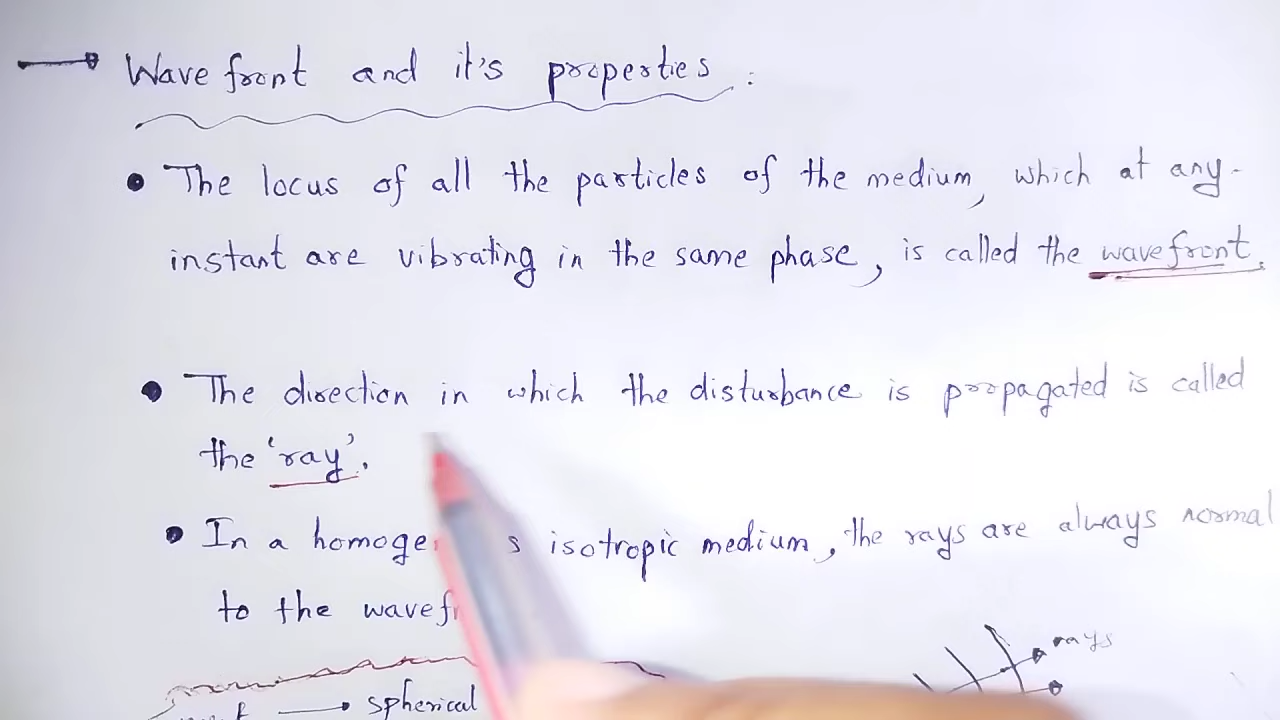 Wave front and it's properties :
The locus of all the particles of the medium, which at any-
instant are vibrating in the same phase, is called the wavefront.
The direction in which the disturbance is propagated is called
the 'ray'.
In a isotropic medium, the rays are always normal
to the
rays
spherical